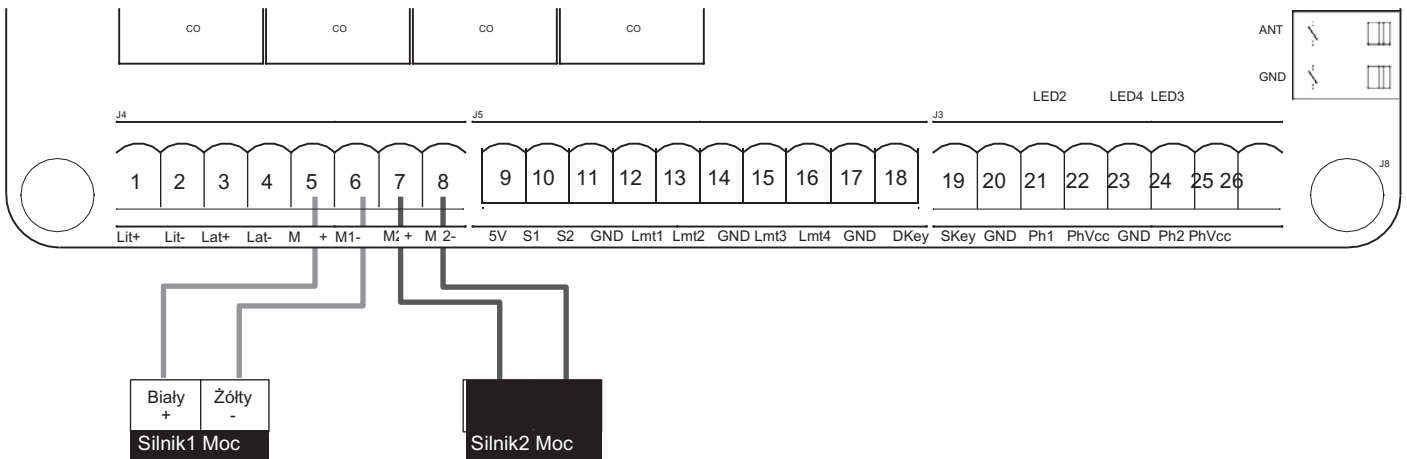 CO CO CO CO
ANT
GND
LED2 LED4 LED3
J4 J5 J3
J8
1 2 3 4 5 6 7 8 9 10 11 12 13 14 15 16 17 18 19 20 21 22 23 24 25 26
Lit+ Lit- Lat+ Lat- M + M1- M2 + M 2- 5V S1 S2 GND Lmt1 Lmt2 GND Lmt3 Lmt4 GND DKey SKey GND Ph1 PhVcc GND Ph2 PhVcc
Biały Żółty
+ -
Silnik1 Moc Silnik2 Moc